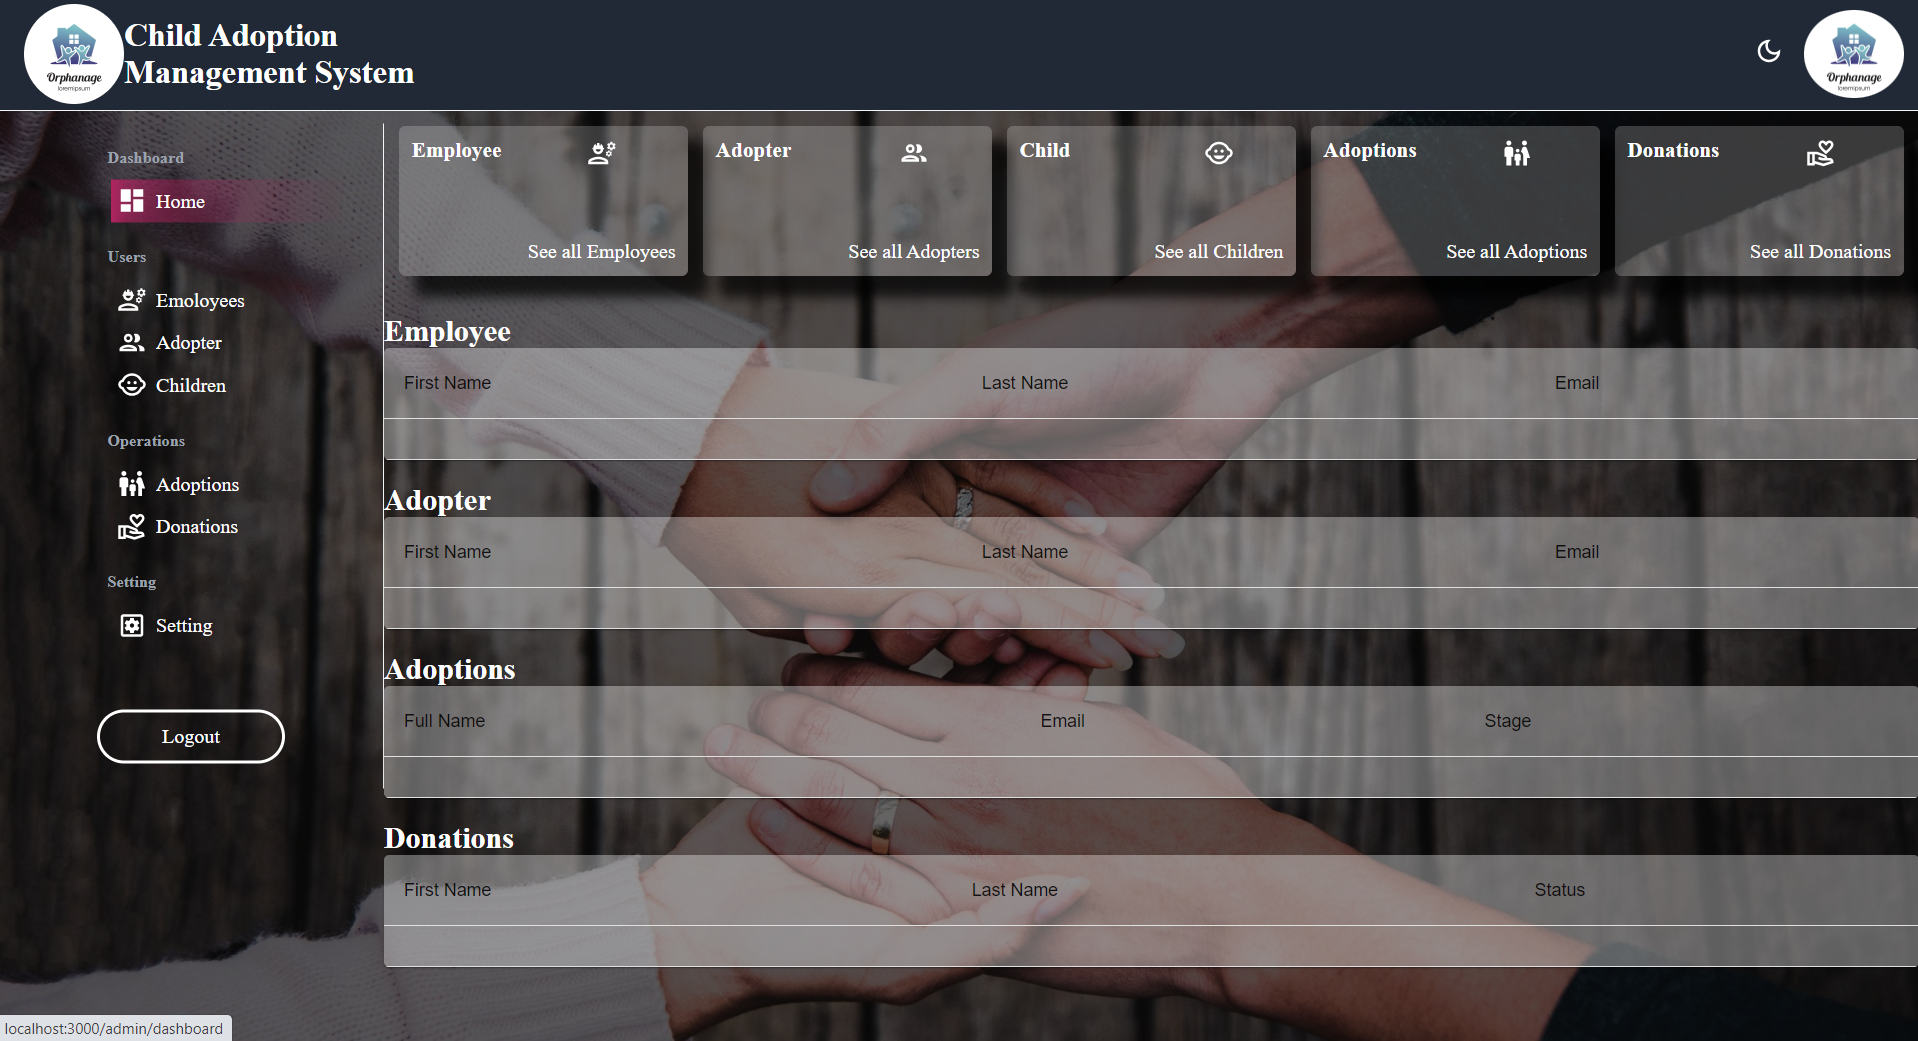 Orphanage
loremipsum
Child Adoption
Management System
Orphanage
loremipsum
Dashboard
Home
Users
Emoloyees
Adopter
Children
Operations
Adoptions
Donations
Setting
Setting
Logout
Employee
See all Employees
Adopter
See all Adopters
Child
See all Children
Adoptions
See all Adoptions
Donations
See all Donations
Employee
First Name Last Name Email
Adopter
First Name Last Name Email
Adoptions
Full Name Email Stage
Donations
First Name Last Name Status
localhost:3000/admin/dashboard